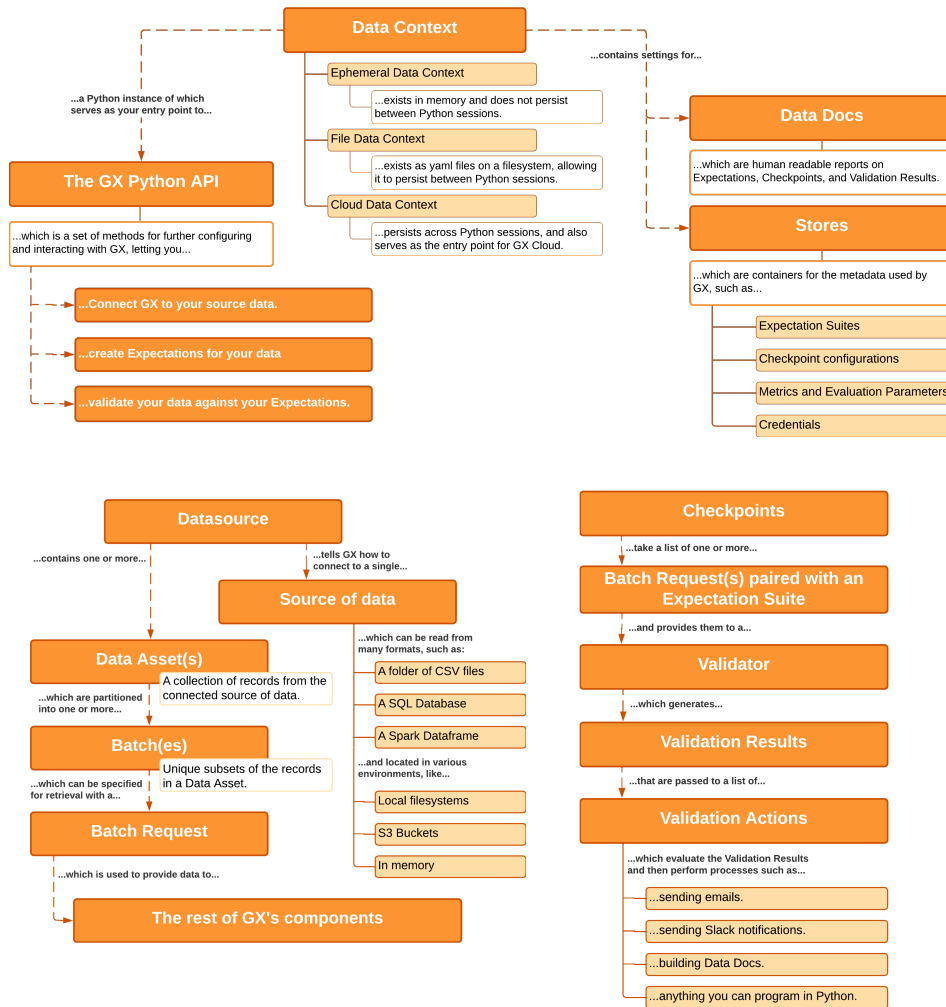 Data Context
...contains settings for...
Ephemeral Data Context
...exists in memory and does not persist
between Python sessions.
File Data Context
...exists as yaml files on a filesystem, allowing
it to persist between Python sessions.
Cloud Data Context
...persists across Python sessions, and also
serves as the entry point for GX Cloud.
...a Python instance of which
serves as your entry point to...
The GX Python API
...which is a set of methods for further configuring
and interacting with GX, letting you...
...Connect GX to your source data.
...create Expectations for your data
...validate your data against your Expectations.
Data Docs
...which are human readable reports on
Expectations, Checkpoints, and Validation Results.
Stores
...which are containers for the metadata used by
GX, such as...
Expectation Suites
Checkpoint configurations
Metrics and Evaluation Parameters
Credentials
Datasource
...contains one or more...
...tells GX how to
connect to a single...
Source of data
...which can be read from
many formats, such as:
A folder of CSV files
A SQL Database
A Spark Dataframe
...and located in various
environments, like...
Local filesystems
S3 Buckets
In memory
Data Asset(s)
A collection of records from the
connected source of data.
...which are partitioned
into one or more...
Batch(es)
Unique subsets of the records
in a Data Asset.
...which can be specified
for retrieval with a...
Batch Request
...which is used to provide data to...
The rest of GX's components
Checkpoints
...take a list of one or more...
Batch Request(s) paired with an
Expectation Suite
...and provides them to a...
Validator
...which generates...
Validation Results
...that are passed to a list of...
Validation Actions
...which evaluate the Validation Results
and then perform processes such as...
...sending emails.
...sending Slack notifications.
...building Data Docs.
...anything you can program in Python.